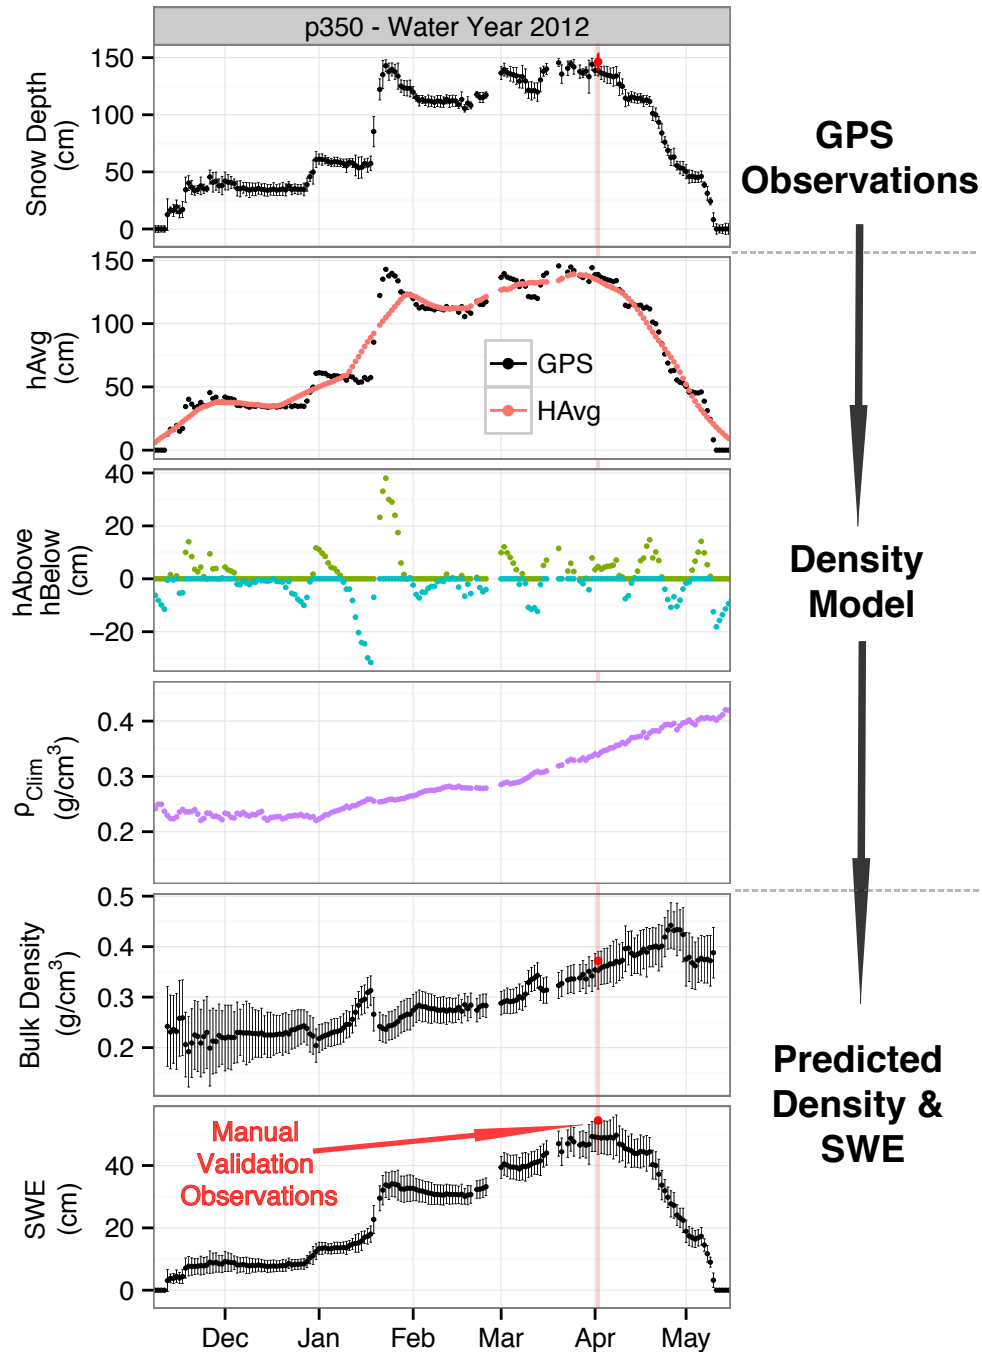 p350 - Water Year 2012
Snow Depth
(cm)
150
100
50
0
GPS
Observations
hAvg
(cm)
150
100
50
0
GPS
HAvg
hAbove
hBelow
(cm)
40
20
0
−20
Density
Model
ρClim
(g/cm3)
0.4
0.3
0.2
Bulk Density
(g/cm3)
0.5
0.4
0.3
0.2
Predicted
Density &
SWE
SWE
(cm)
40
20
0
Manual
Validation
Observations
Dec Jan Feb Mar Apr May